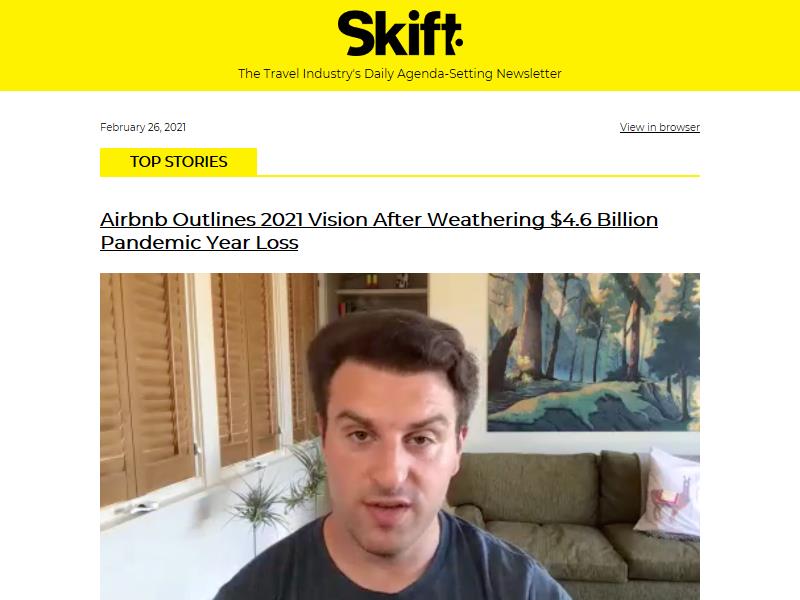 Skift
The Travel Industry's Daily Agenda-Setting Newsletter
February 26, 2021
View in browser
TOP STORIES
Airbnb Outlines 2021 Vision After Weathering $4.6 Billion
Pandemic Year Loss